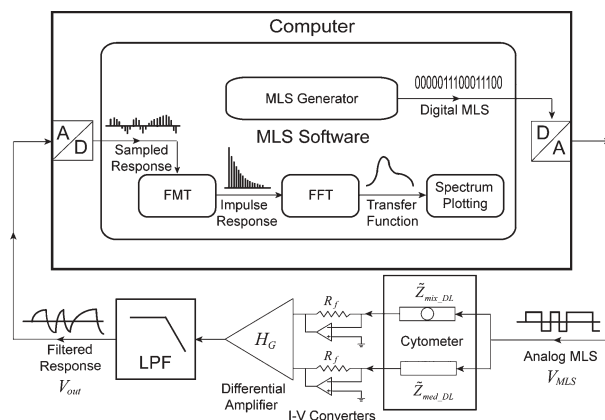 Computer
0000011100011100
MLS Generator
Digital MLS
A
D
MLS Software
D
A
Sampled
Response
FMT
Impulse
Response
FFT
Transfer
Function
Spectrum
Plotting
R_f
Z̃_mix_DL
H_G
Cytometer
R_f
Z̃_med_DL
Filtered
Response
V_out
LPF
Differential
Amplifier
I-V Converters
Analog MLS
V_MLS